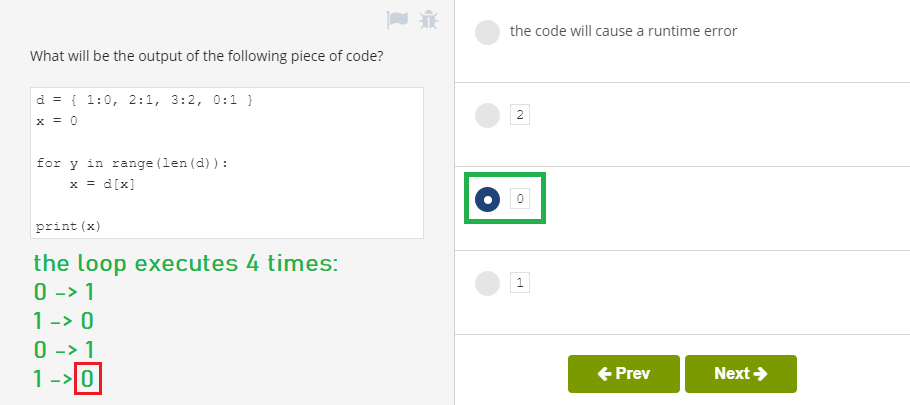 What will be the output of the following piece of code?
d = { 1:0, 2:1, 3:2, 0:1 }
x = 0
for y in range(len(d)):
    x = d[x]
print(x)
the loop executes 4 times:
0 -> 1
1 -> 0
0 -> 1
1 -> 0
the code will cause a runtime error
2
0
1
← Prev
Next →